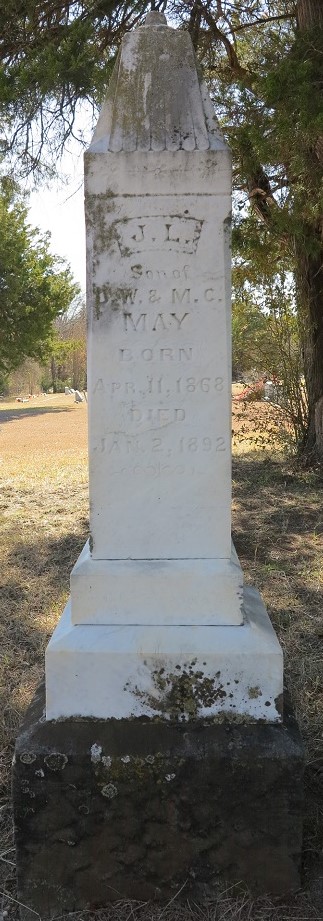 J. L.
Son of
W. & M. C.
MAY
BORN
APR. 11, 1868
DIED
JAN. 2, 1892